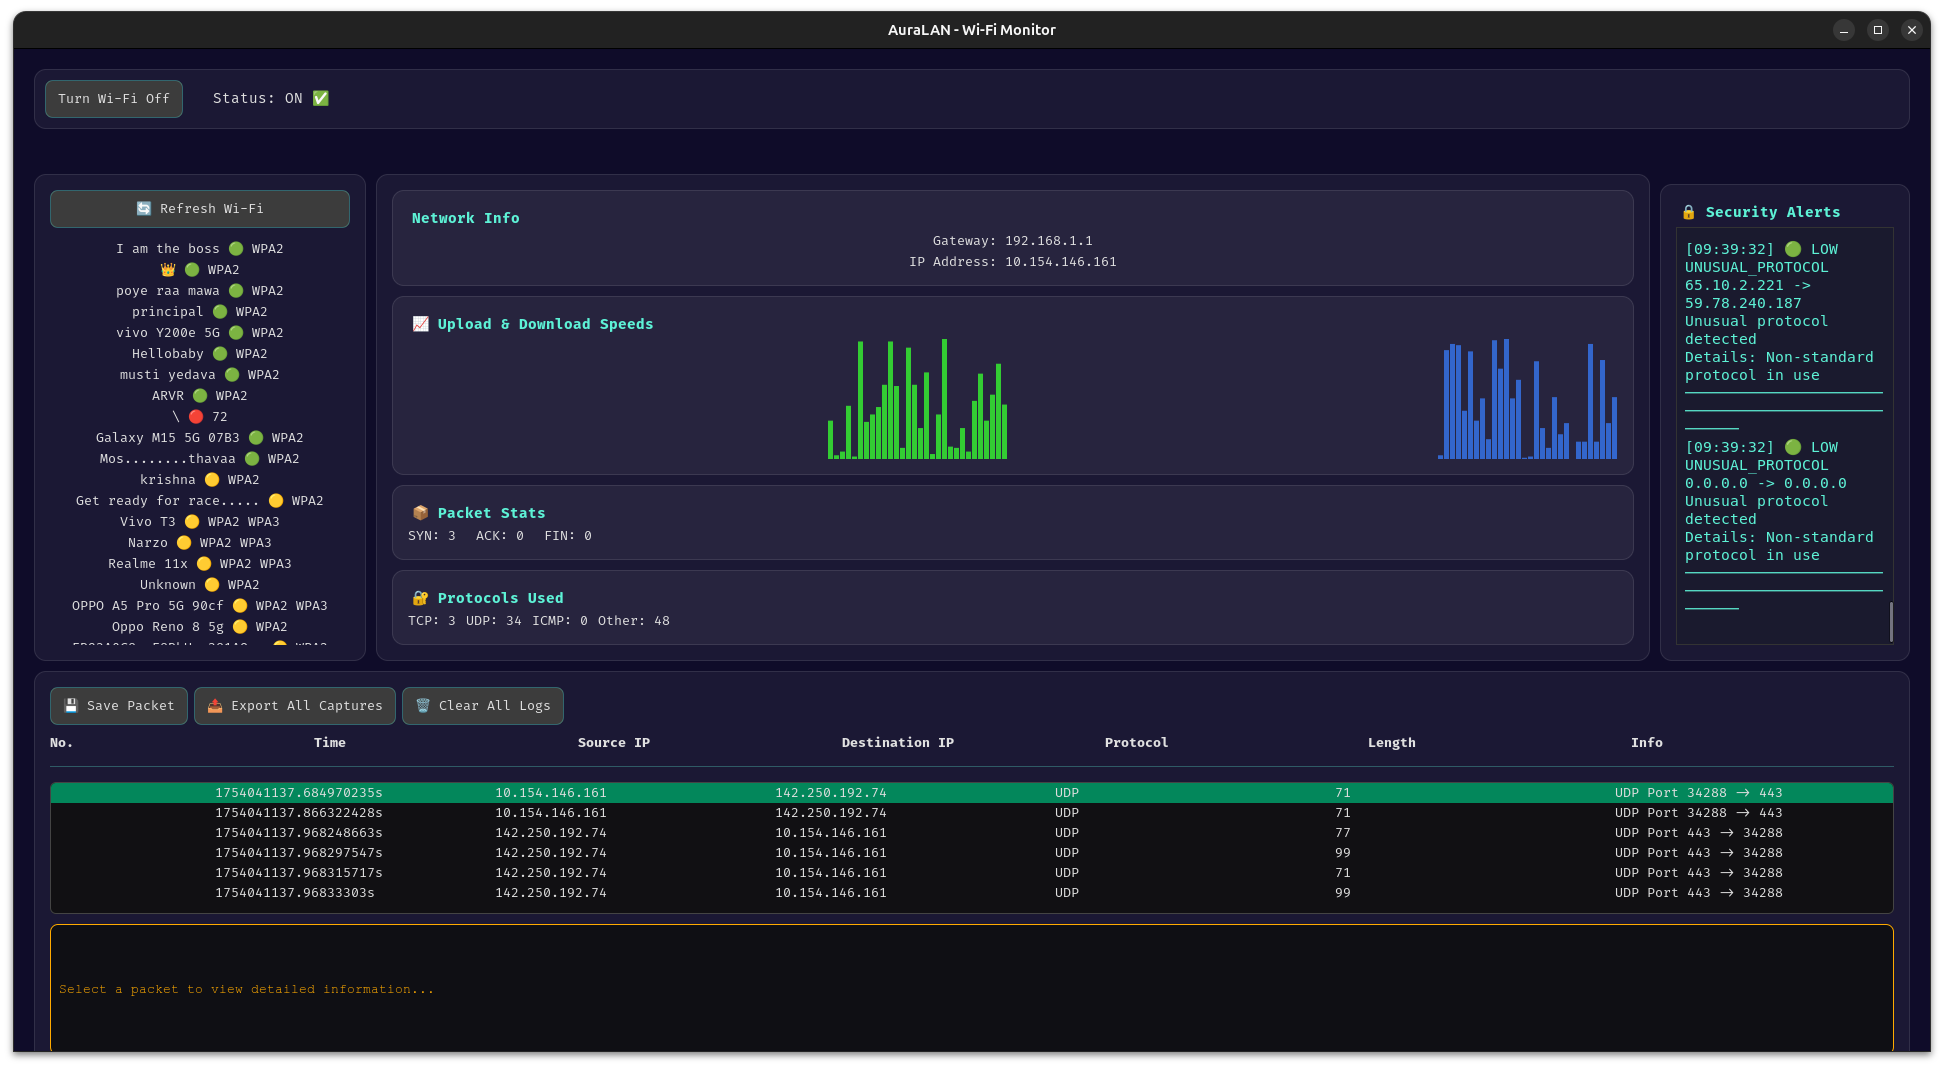 AuraLAN - Wi-Fi Monitor
Turn Wi-Fi Off
Status: ON ✅
🔄 Refresh Wi-Fi
I am the boss 🟢 WPA2
👑 🟢 WPA2
poye raa mawa 🟢 WPA2
principal 🟢 WPA2
vivo Y200e 5G 🟢 WPA2
Hellobaby 🟢 WPA2
musti yedava 🟢 WPA2
ARVR 🟢 WPA2
\ 🔴 72
Galaxy M15 5G 07B3 🟢 WPA2
Mos........thavaa 🟢 WPA2
krishna 🟡 WPA2
Get ready for race..... 🟡 WPA2
Vivo T3 🟡 WPA2 WPA3
Narzo 🟡 WPA2 WPA3
Realme 11x 🟡 WPA2 WPA3
Unknown 🟡 WPA2
OPPO A5 Pro 5G 90cf 🟡 WPA2 WPA3
Oppo Reno 8 5g 🟡 WPA2
Network Info
Gateway: 192.168.1.1
IP Address: 10.154.146.161
📈 Upload & Download Speeds
📦 Packet Stats
SYN: 3 ACK: 0 FIN: 0
🔐 Protocols Used
TCP: 3 UDP: 34 ICMP: 0 Other: 48
🔒 Security Alerts
[09:39:32] 🟢 LOW
UNUSUAL_PROTOCOL
65.10.2.221 ->
59.78.240.187
Unusual protocol
detected
Details: Non-standard
protocol in use
[09:39:32] 🟢 LOW
UNUSUAL_PROTOCOL
0.0.0.0 -> 0.0.0.0
Unusual protocol
detected
Details: Non-standard
protocol in use
💾 Save Packet 📤 Export All Captures 🗑️ Clear All Logs
No. Time Source IP Destination IP Protocol Length Info
1754041137.684970235s 10.154.146.161 142.250.192.74 UDP 71 UDP Port 34288 → 443
1754041137.866322428s 10.154.146.161 142.250.192.74 UDP 71 UDP Port 34288 → 443
1754041137.968248663s 142.250.192.74 10.154.146.161 UDP 77 UDP Port 443 → 34288
1754041137.968297547s 142.250.192.74 10.154.146.161 UDP 99 UDP Port 443 → 34288
1754041137.968315717s 142.250.192.74 10.154.146.161 UDP 71 UDP Port 443 → 34288
1754041137.96833303s 142.250.192.74 10.154.146.161 UDP 99 UDP Port 443 → 34288
Select a packet to view detailed information...